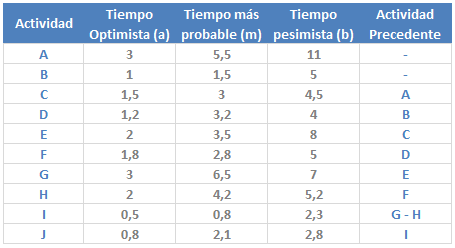 Actividad Tiempo Optimista (a) Tiempo más probable (m) Tiempo pesimista (b) Actividad Precedente
A 3 5,5 11 -
B 1 1,5 5 -
C 1,5 3 4,5 A
D 1,2 3,2 4 B
E 2 3,5 8 C
F 1,8 2,8 5 D
G 3 6,5 7 E
H 2 4,2 5,2 F
I 0,5 0,8 2,3 G - H
J 0,8 2,1 2,8 I